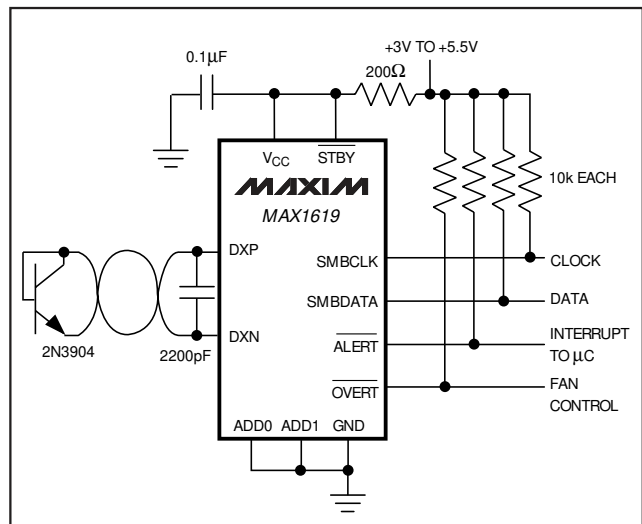 +3V TO +5.5V
0.1μF
200Ω
VCC
STBY
10k EACH
MAXIM
MAX1619
DXP
SMBCLK
CLOCK
SMBDATA
DATA
DXN
2N3904
2200pF
ALERT
INTERRUPT
TO μC
OVERT
FAN
CONTROL
ADD0 ADD1 GND